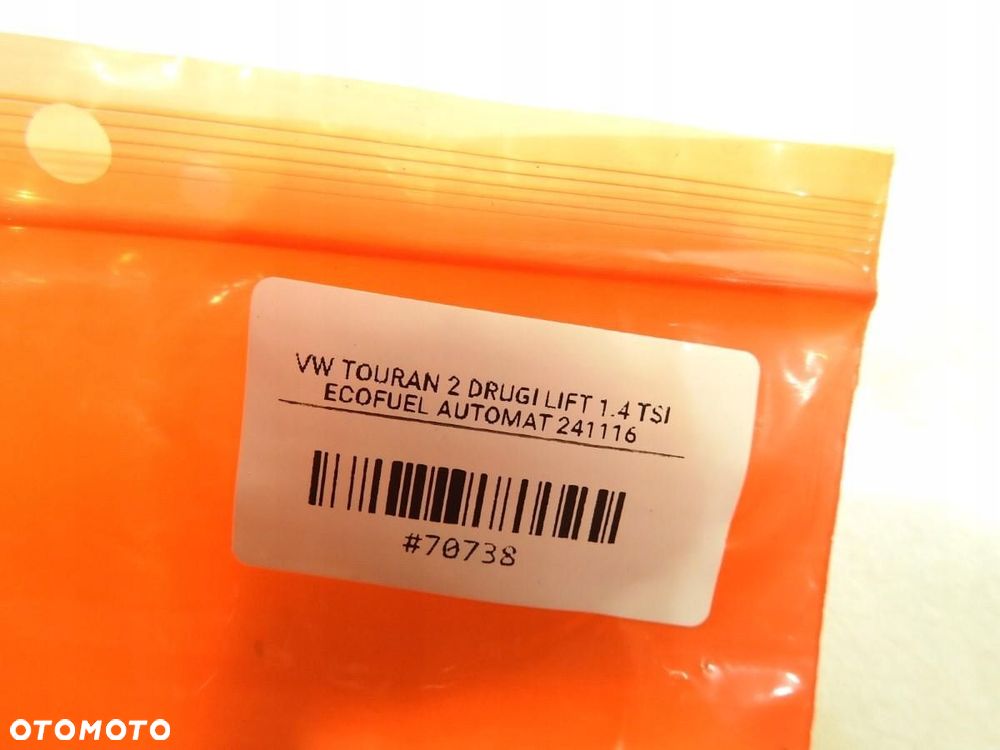 VW TOURAN 2 DRUGI LIFT 1.4 TSI
ECOFUEL AUTOMAT 241116
#70738
OTOMOTO